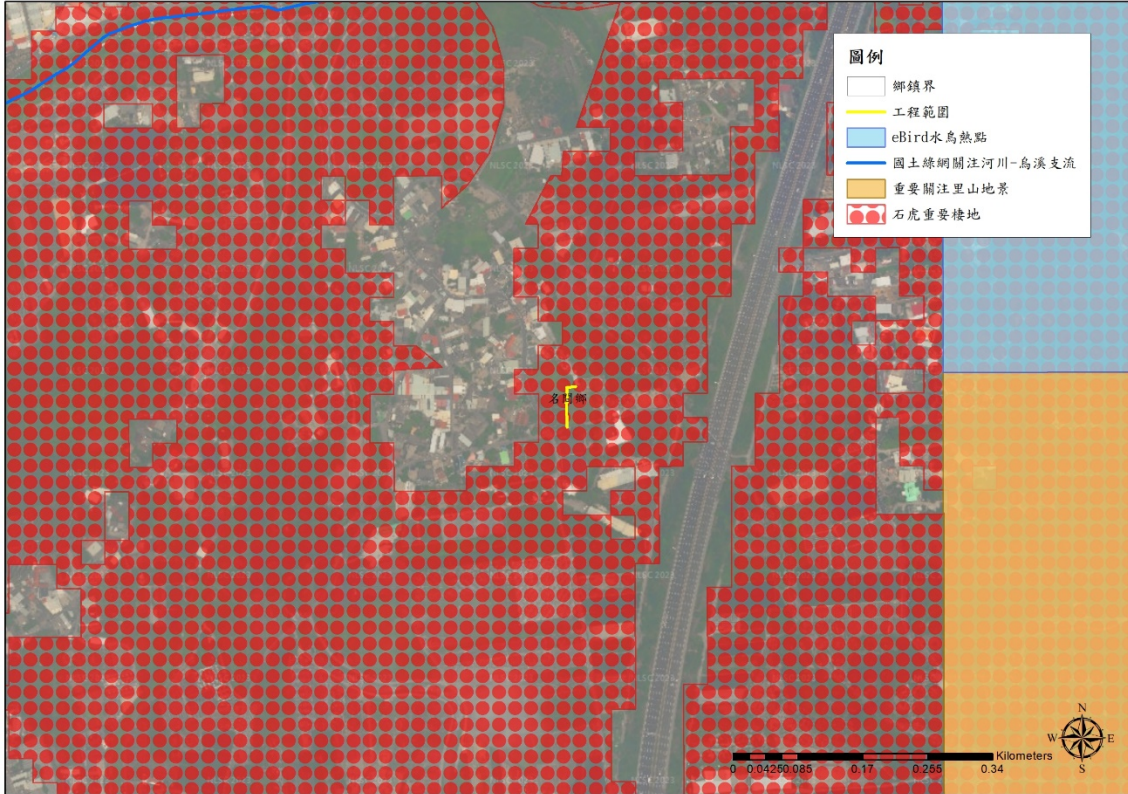 圖例
鄉鎮界
工程範圍
eBird水鳥熱點
國土綠網關注河川-烏溪支流
重要關注里山地景
石虎重要棲地
名間鄉
N
W E
S
Kilometers
0 0.0425 0.085 0.17 0.255 0.34